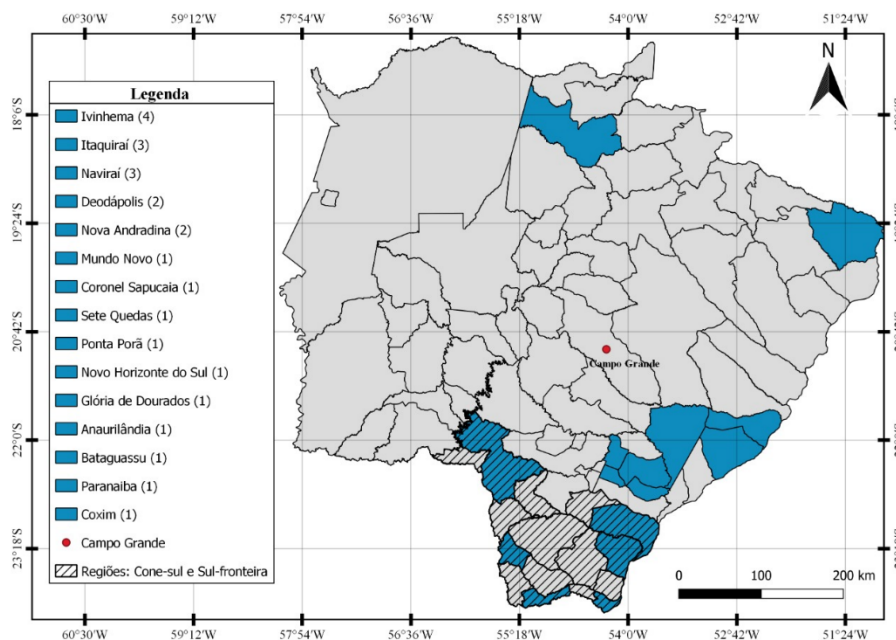 60°30'W 59°12'W 57°54'W 56°36'W 55°18'W 54°0'W 52°42'W 51°24'W
N
Legenda
Ivinhema (4)
Itaquiraí (3)
Naviraí (3)
Deodápolis (2)
Nova Andradina (2)
Mundo Novo (1)
Coronel Sapucaia (1)
Sete Quedas (1)
Ponta Porã (1)
Novo Horizonte do Sul (1)
Glória de Dourados (1)
Anaurilândia (1)
Bataguassu (1)
Paranaiba (1)
Coxim (1)
Campo Grande
Regiões: Cone-sul e Sul-fronteira
18°6'S
19°24'S
20°42'S
22°0'S
23°18'S
Campo Grande
0 100 200 km
60°30'W 59°12'W 57°54'W 56°36'W 55°18'W 54°0'W 52°42'W 51°24'W